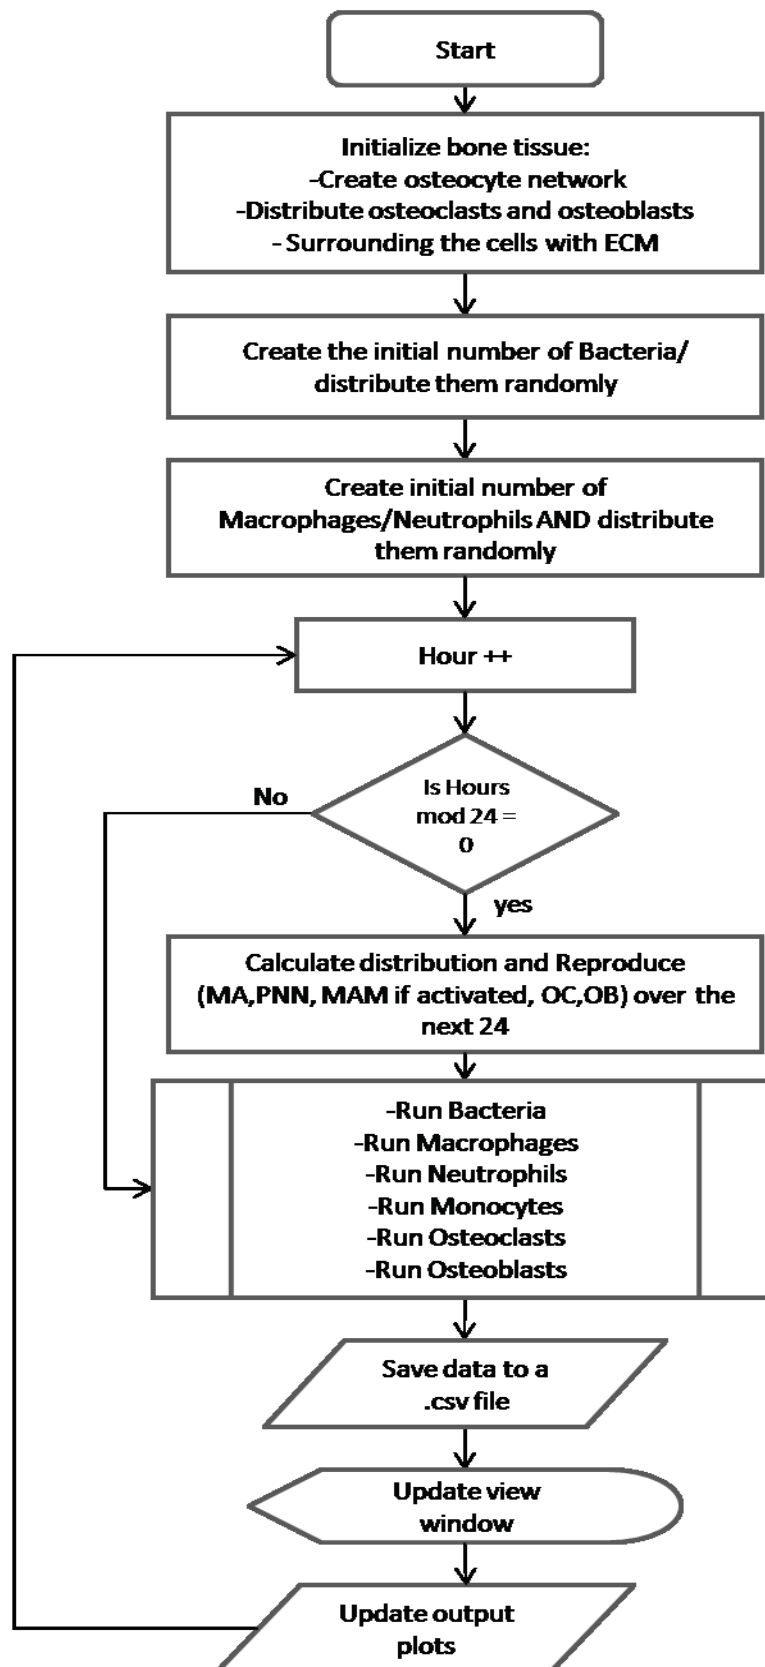 Start
Initialize bone tissue:
-Create osteocyte network
-Distribute osteoclasts and osteoblasts
- Surrounding the cells with ECM
Create the initial number of Bacteria/
distribute them randomly
Create initial number of
Macrophages/Neutrophils AND distribute
them randomly
Hour ++
Is Hours
mod 24 =
0
No
yes
Calculate distribution and Reproduce
(MA,PNN, MAM if activated, OC,OB) over the
next 24
-Run Bacteria
-Run Macrophages
-Run Neutrophils
-Run Monocytes
-Run Osteoclasts
-Run Osteoblasts
Save data to a
.csv file
Update view
window
Update output
plots